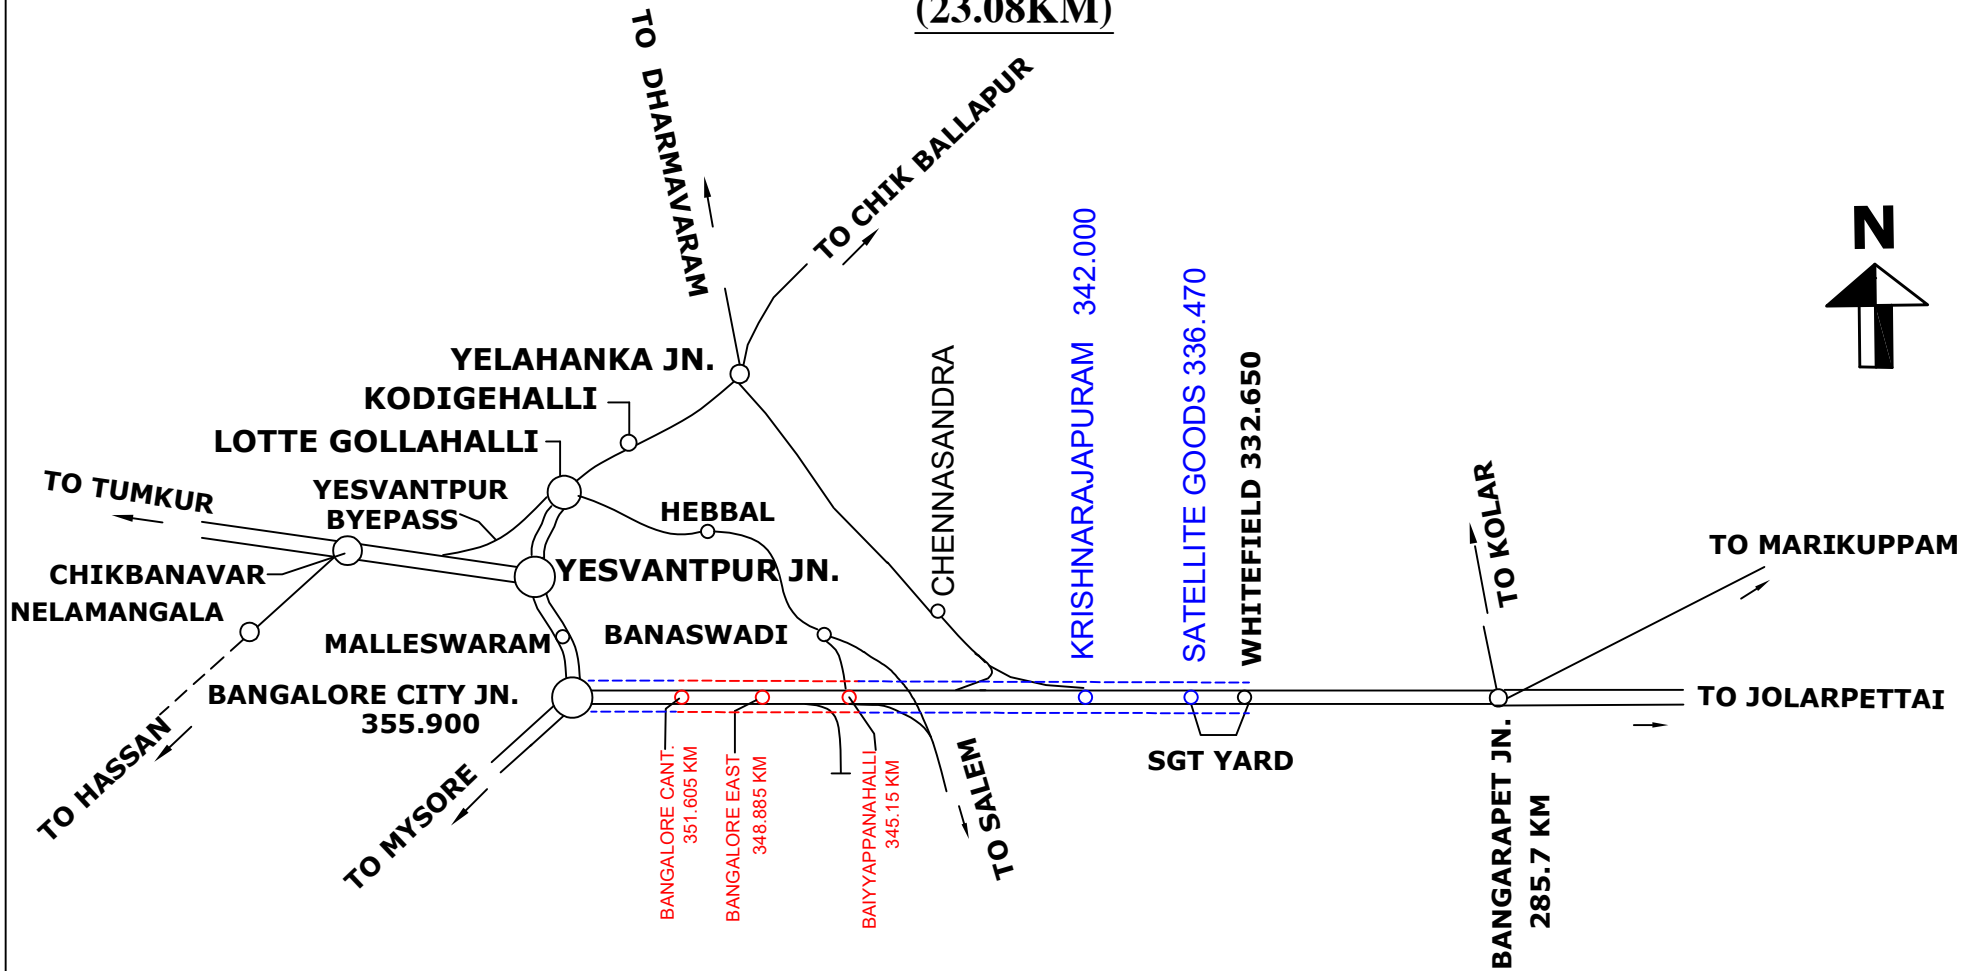 (23.08KM)
TO DHARMAVARAM
TO CHIK BALLAPUR
N
YELAHANKA JN.
KODIGEHALLI
LOTTE GOLLAHALLI
TO TUMKUR
YESVANTPUR
BYEPASS
HEBBAL
CHENNASANDRA
KRISHNARAJAPURAM 342.000
SATELLITE GOODS 336.470
WHITEFIELD 332.650
TO KOLAR
TO MARIKUPPAM
CHIKBANAVAR
YESVANTPUR JN.
NELAMANGALA
MALLESWARAM
BANASWADI
BANGALORE CITY JN.
355.900
TO JOLARPETTAI
TO HASSAN
TO MYSORE
BANGALORE CANT.
351.605 KM
BANGALORE EAST
348.885 KM
BAIYYAPPANAHALLI
345.15 KM
TO SALEM
SGT YARD
BANGARAPET JN.
285.7 KM